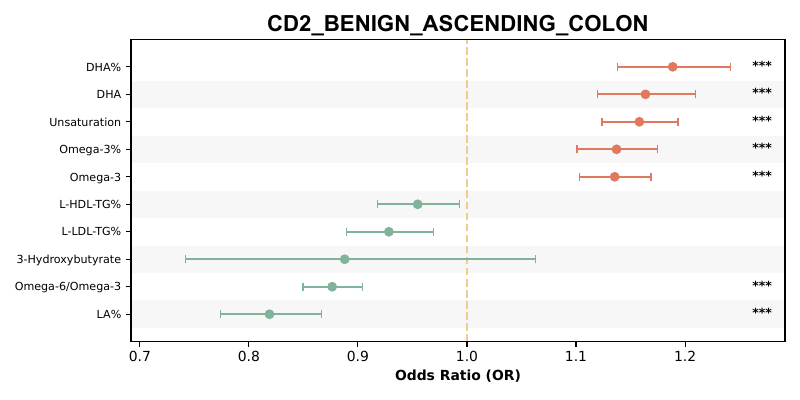 CD2_BENIGN_ASCENDING_COLON
DHA% ***
DHA ***
Unsaturation ***
Omega-3% ***
Omega-3 ***
L-HDL-TG%
L-LDL-TG%
3-Hydroxybutyrate
Omega-6/Omega-3 ***
LA% ***
0.7 0.8 0.9 1.0 1.1 1.2
Odds Ratio (OR)